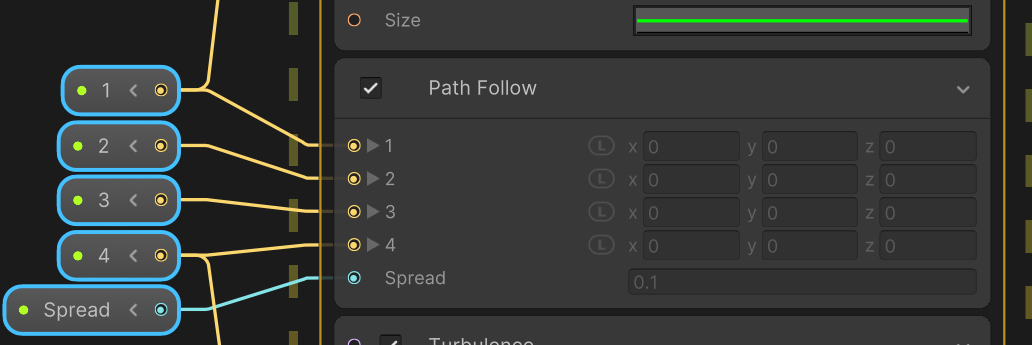 Size
Path Follow
1
2
3
4
Spread
1 L x 0 y 0 z 0
2 L x 0 y 0 z 0
3 L x 0 y 0 z 0
4 L x 0 y 0 z 0
Spread 0.1
Turbulence